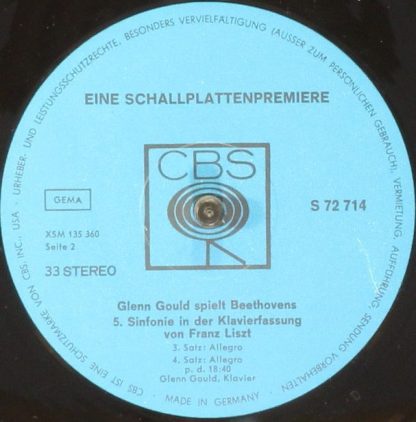 URHEBER- UND LEISTUNGSSCHUTZRECHTE, BESONDERS VERVIELFÄLTIGUNG (AUSSER ZUM PERSÖNLICHEN GEBRAUCH), VERMIETUNG, AUFFÜHRUNG, SENDUNG VORBEHALTEN
EINE SCHALLPLATTENPREMIERE
CBS
GEMA
S 72 714
XSM 135 360
Seite 2
33 STEREO
Glenn Gould spielt Beethovens
5. Sinfonie in der Klavierfassung
von Franz Liszt
3. Satz: Allegro
4. Satz: Allegro
p. d. 18:40
Glenn Gould, Klavier
MADE IN GERMANY
CBS IST EINE SCHUTZMARKE VON CBS, INC., USA